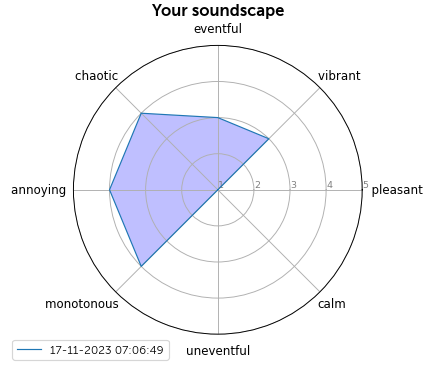 Your soundscape
eventful
chaotic
vibrant
annoying
1 2 3 4 5
pleasant
monotonous
calm
uneventful
17-11-2023 07:06:49